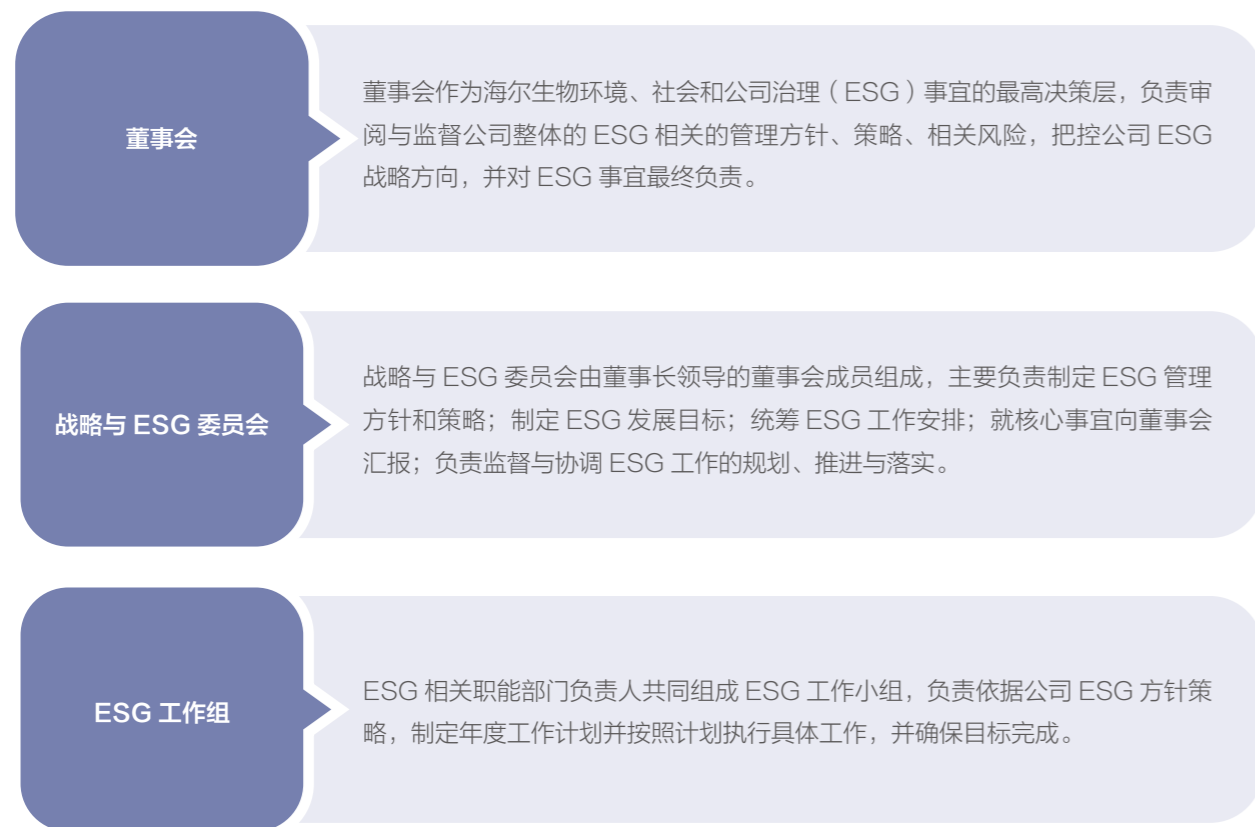 董事会
董事会作为海尔生物环境、社会和公司治理（ESG）事宜的最高决策层，负责审
阅与监督公司整体的 ESG 相关的管理方针、策略、相关风险，把控公司 ESG
战略方向，并对 ESG 事宜最终负责。
战略与 ESG 委员会
战略与 ESG 委员会由董事长领导的董事会成员组成，主要负责制定 ESG 管理
方针和策略；制定 ESG 发展目标；统筹 ESG 工作安排；就核心事宜向董事会
汇报；负责监督与协调 ESG 工作的规划、推进与落实。
ESG 工作组
ESG 相关职能部门负责人共同组成 ESG 工作小组，负责依据公司 ESG 方针策
略，制定年度工作计划并按照计划执行具体工作，并确保目标完成。